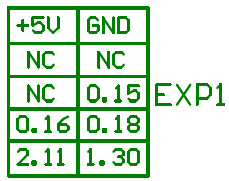 +5V GND
NC NC
NC 0.15 EXP1
0.16 0.18
2.11 1.30